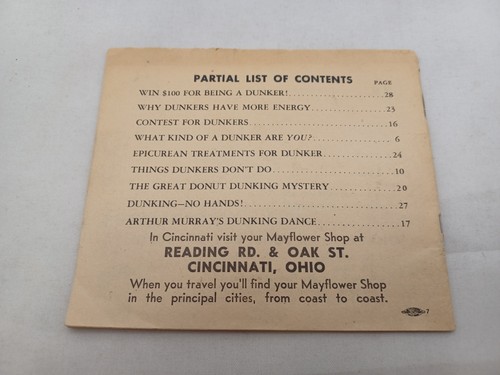 PARTIAL LIST OF CONTENTS PAGE
WIN $100 FOR BEING A DUNKER!....................28
WHY DUNKERS HAVE MORE ENERGY..............25
CONTEST FOR DUNKERS..........................16
WHAT KIND OF A DUNKER ARE YOU?............... 6
EPICUREAN TREATMENTS FOR DUNKER..............24
THINGS DUNKERS DON'T DO.......................10
THE GREAT DONUT DUNKING MYSTERY..............20
DUNKING—NO HANDS!............................27
ARTHUR MURRAY'S DUNKING DANCE.................17
In Cincinnati visit your Mayflower Shop at
READING RD. & OAK ST.
CINCINNATI, OHIO
When you travel you'll find your Mayflower Shop
in the principal cities, from coast to coast.
7